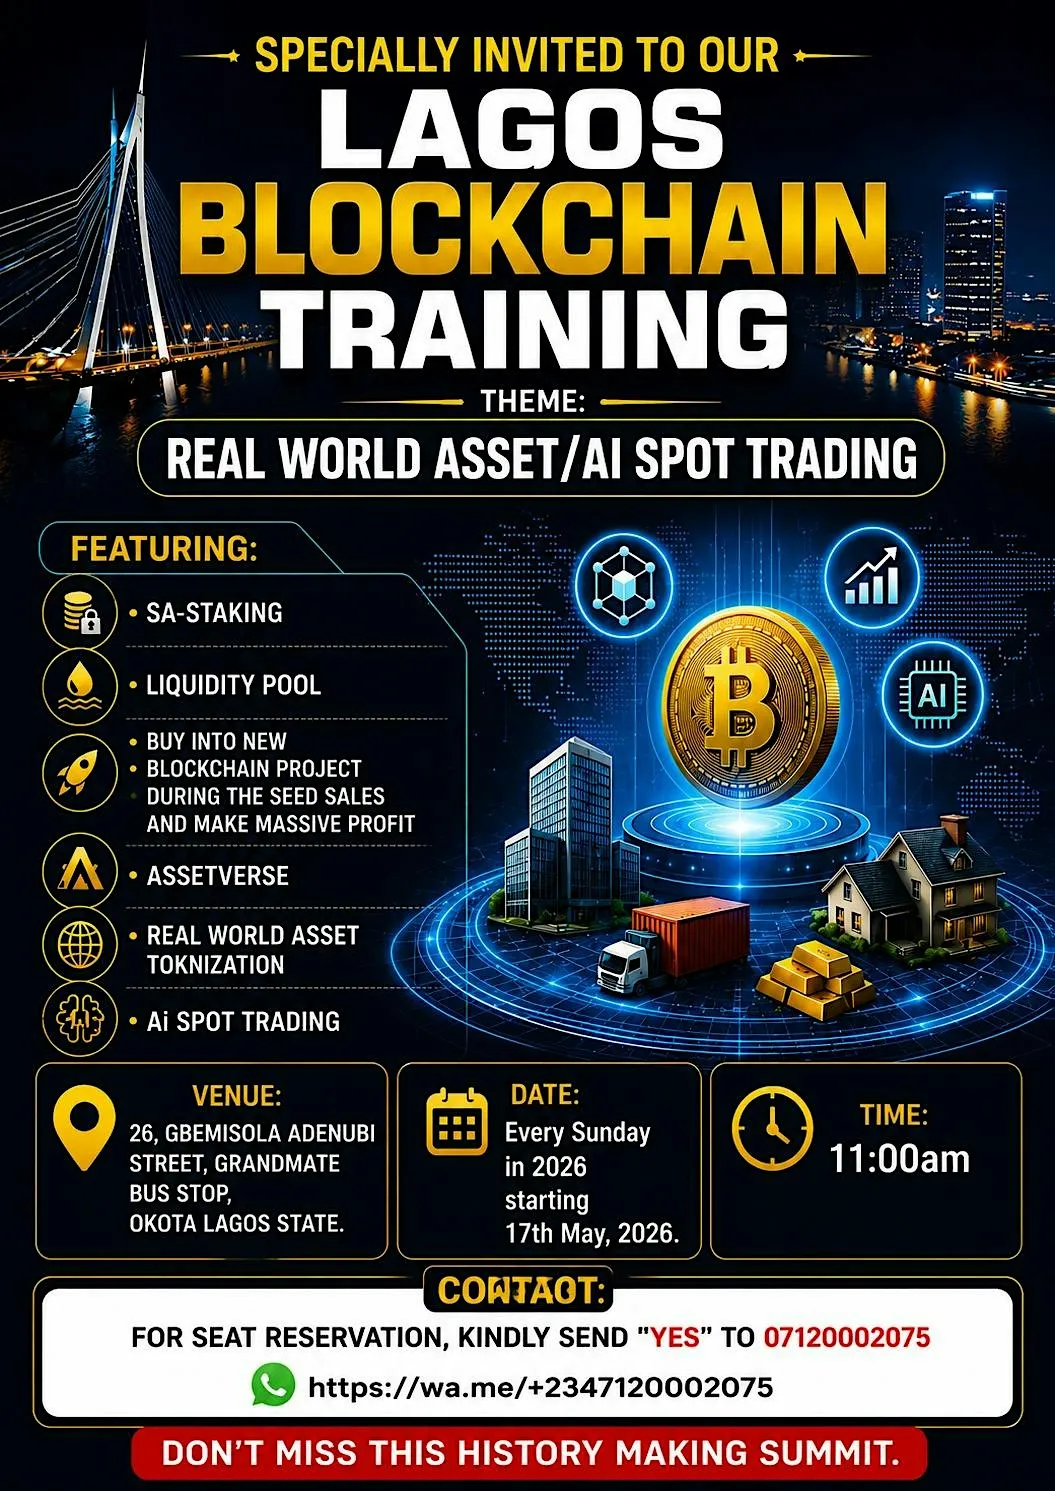 SPECIALLY INVITED TO OUR
LAGOS
BLOCKCHAIN
TRAINING
THEME:
REAL WORLD ASSET/AI SPOT TRADING
FEATURING:
• SA-STAKING
• LIQUIDITY POOL
• BUY INTO NEW
• BLOCKCHAIN PROJECT
• DURING THE SEED SALES
AND MAKE MASSIVE PROFIT
• ASSETVERSE
• REAL WORLD ASSET
TOKNIZATION
• Ai SPOT TRADING
AI
VENUE:
26, GBEMISOLA ADENUBI
STREET, GRANDMATE
BUS STOP,
OKOTA LAGOS STATE.
DATE:
Every Sunday
in 2026
starting
17th May, 2026.
TIME:
11:00am
CONTACT:
FOR SEAT RESERVATION, KINDLY SEND "YES" TO 07120002075
https://wa.me/+2347120002075
DON'T MISS THIS HISTORY MAKING SUMMIT.